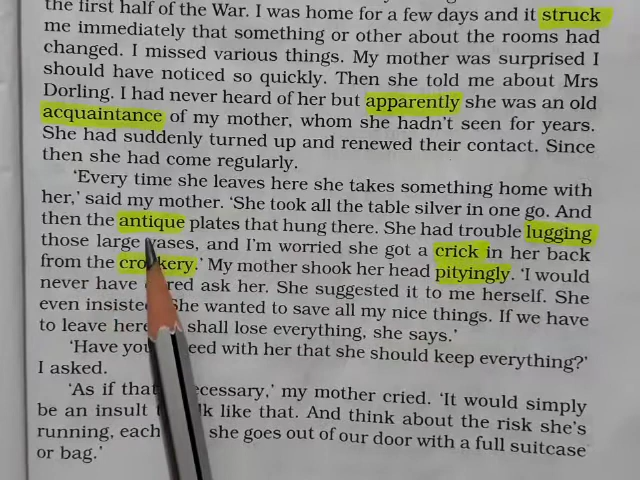 the first half of the War. I was home for a few days and it struck
me immediately that something or other about the rooms had
changed. I missed various things. My mother was surprised I
should have noticed so quickly. Then she told me about Mrs
Dorling. I had never heard of her but apparently she was an old
acquaintance of my mother, whom she hadn't seen for years.
She had suddenly turned up and renewed their contact. Since
then she had come regularly.
'Every time she leaves here she takes something home with
her,' said my mother. 'She took all the table silver in one go. And
then the antique plates that hung there. She had trouble lugging
those large vases, and I'm worried she got a crick in her back
from the crockery.' My mother shook her head pityingly. 'I would
never have ask her. She suggested it to me herself. She
even insisted She wanted to save all my nice things. If we have
to leave here shall lose everything, she says.'
'Have you with her that she should keep everything?'
I asked.
'As if that necessary,' my mother cried. 'It would simply
be an insult like that. And think about the risk she's
running, each she goes out of our door with a full suitcase
or bag.'